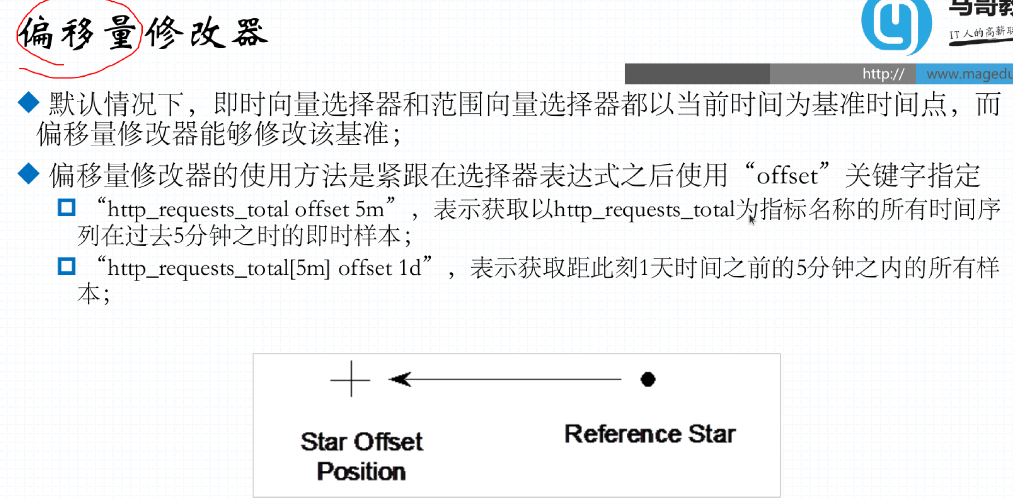 偏移量修改器
马哥教
IT人的高薪职
http:// www.magedu
◆ 默认情况下，即时向量选择器和范围向量选择器都以当前时间为基准时间点，而
偏移量修改器能够修改该基准；
◆ 偏移量修改器的使用方法是紧跟在选择器表达式之后使用“offset”关键字指定
“http_requests_total offset 5m”，表示获取以http_requests_total为指标名称的所有时间序
列在过去5分钟之时的即时样本；
“http_requests_total[5m] offset 1d”，表示获取距此刻1天时间之前的5分钟之内的所有样
本；
Star Offset
Position
Reference Star